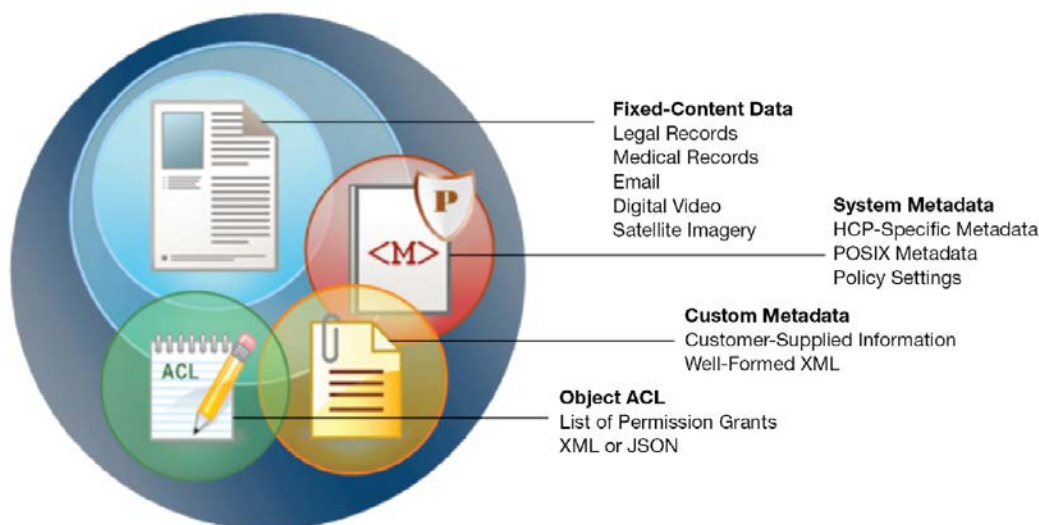 Fixed-Content Data
Legal Records
Medical Records
Email
Digital Video
Satellite Imagery
P
<M>
System Metadata
HCP-Specific Metadata
POSIX Metadata
Policy Settings
Custom Metadata
Customer-Supplied Information
Well-Formed XML
ACL
Object ACL
List of Permission Grants
XML or JSON